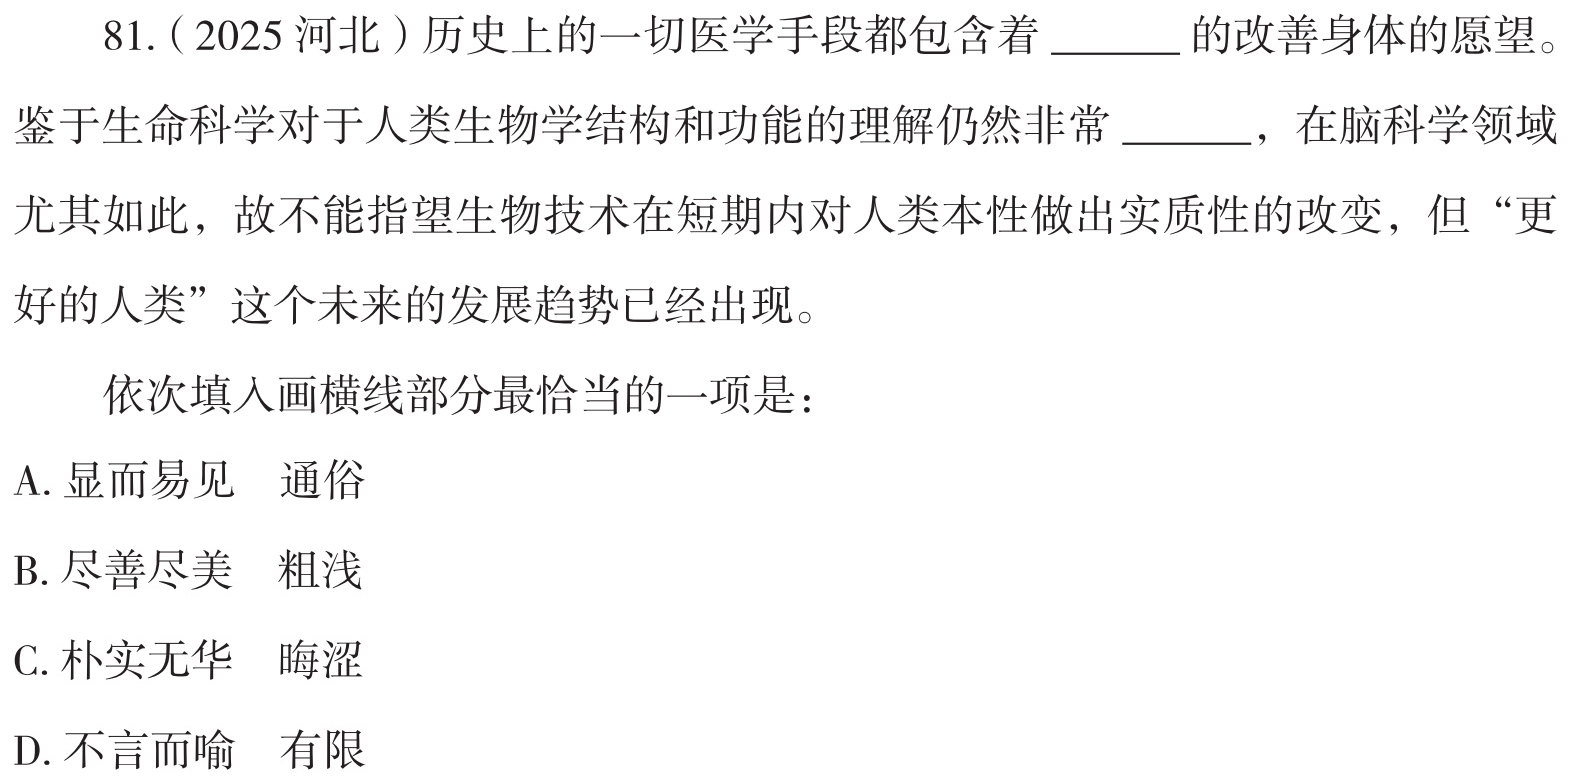 81.（2025 河北）历史上的一切医学手段都包含着 ______ 的改善身体的愿望。
鉴于生命科学对于人类生物学结构和功能的理解仍然非常 ______，在脑科学领域
尤其如此，故不能指望生物技术在短期内对人类本性做出实质性的改变，但“更
好的人类”这个未来的发展趋势已经出现。
依次填入画横线部分最恰当的一项是：
A. 显而易见　通俗
B. 尽善尽美　粗浅
C. 朴实无华　晦涩
D. 不言而喻　有限